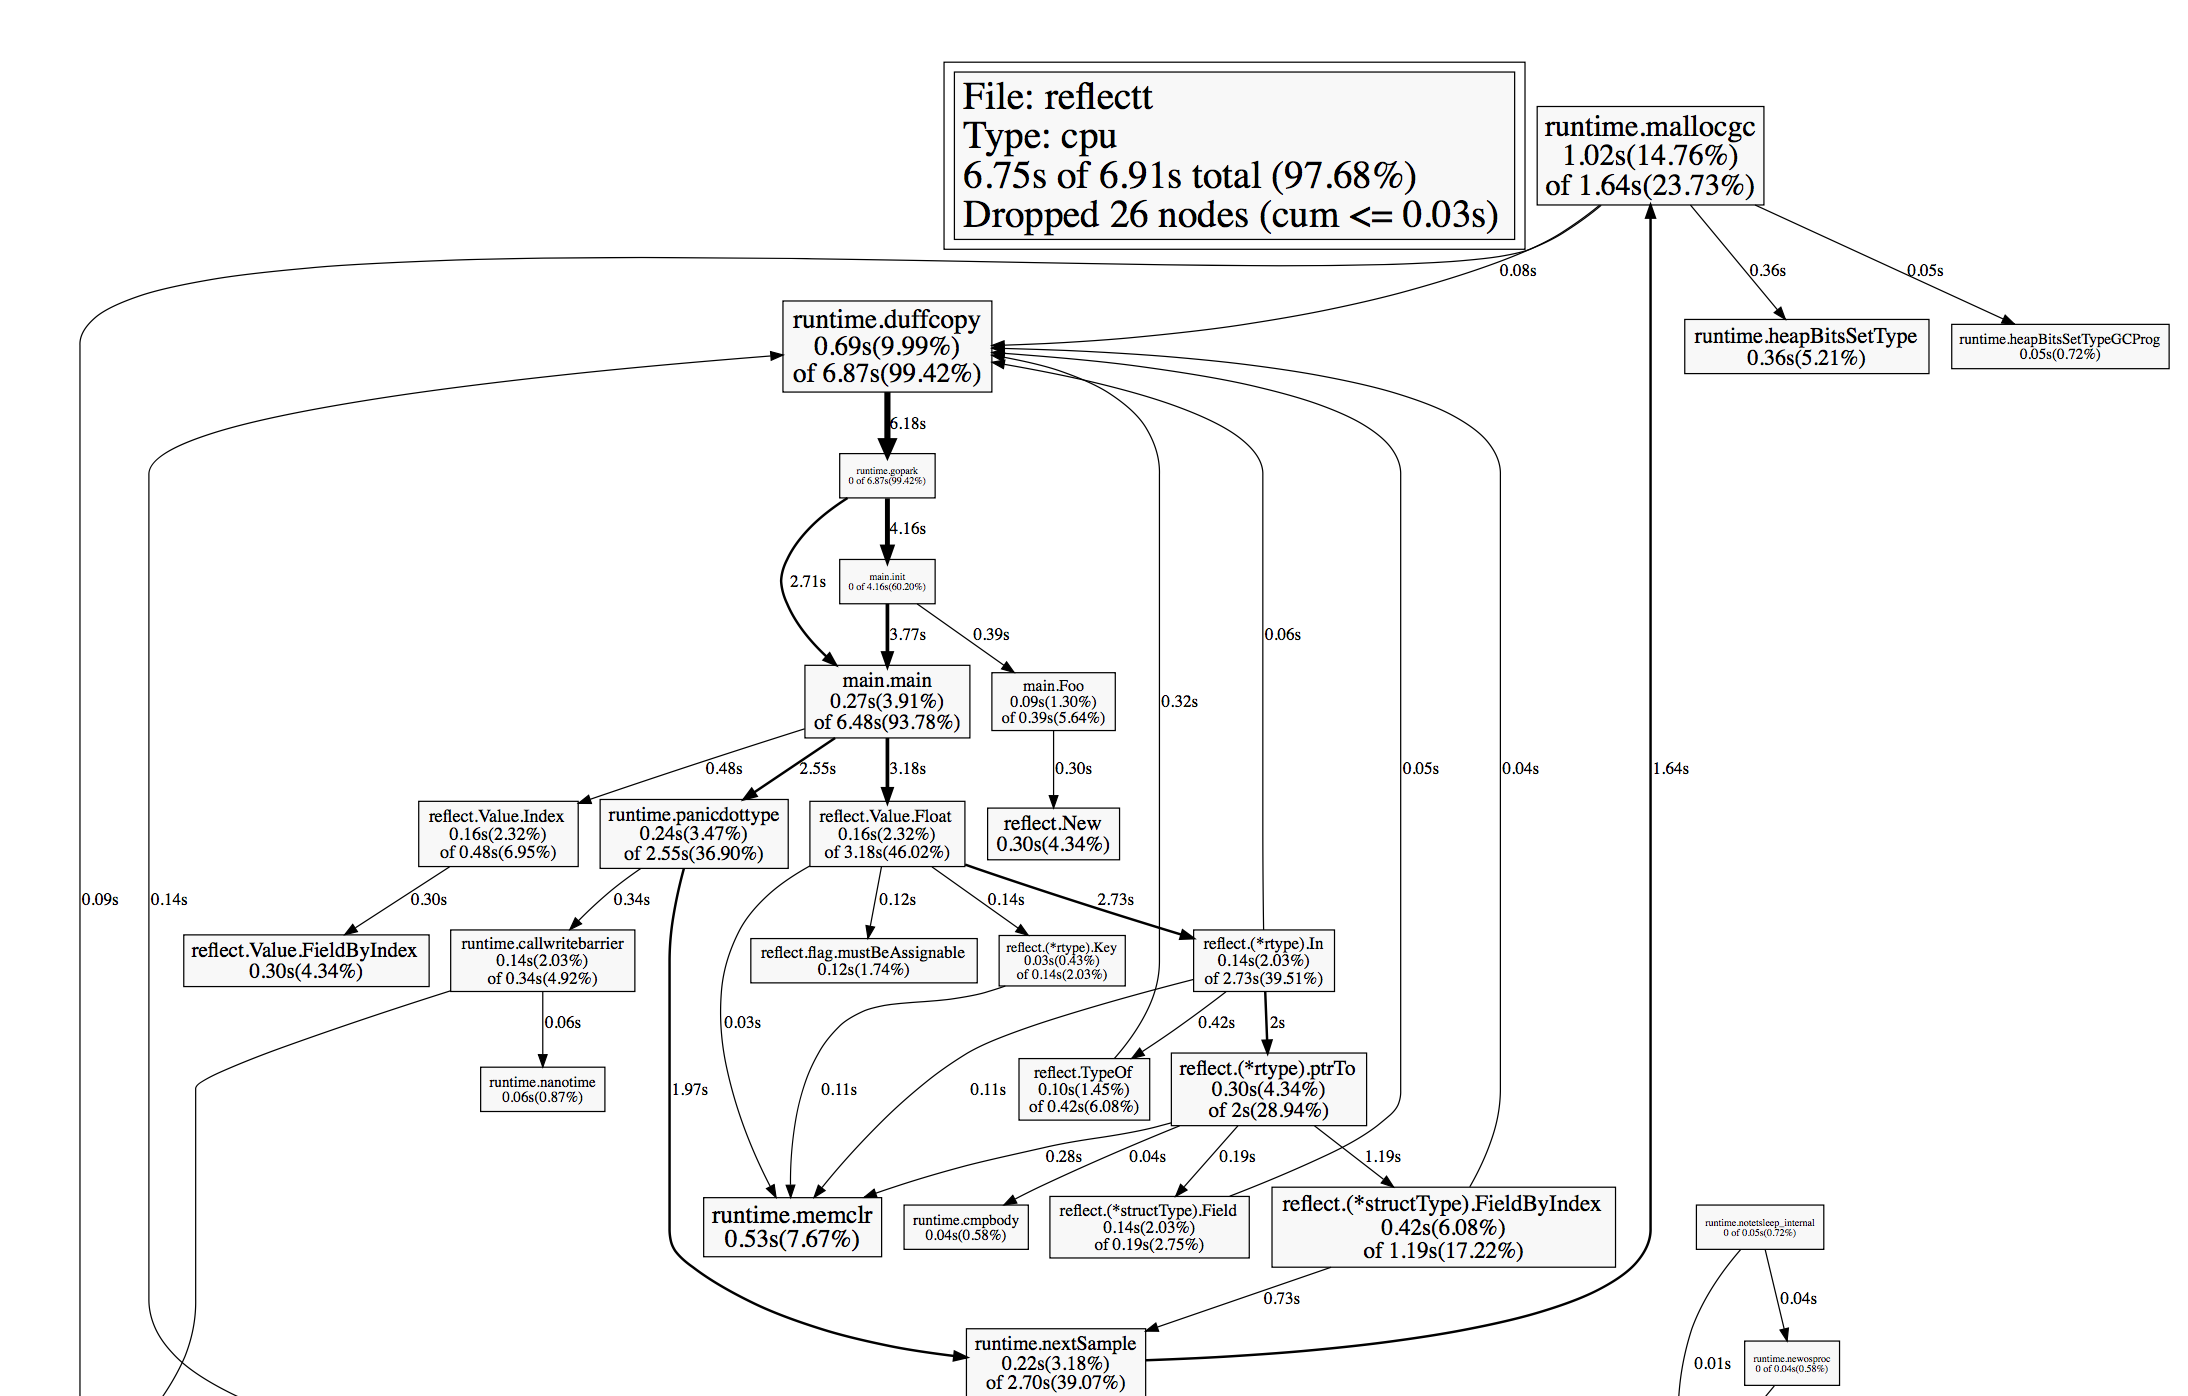 File: reflectt
Type: cpu
6.75s of 6.91s total (97.68%)
Dropped 26 nodes (cum <= 0.03s)
runtime.mallocgc
1.02s(14.76%)
of 1.64s(23.73%)
0.08s
0.36s
0.05s
runtime.duffcopy
0.69s(9.99%)
of 6.87s(99.42%)
runtime.heapBitsSetType
0.36s(5.21%)
runtime.heapBitsSetTypeGCProg
0.05s(0.72%)
6.18s
runtime.gopark
0 of 6.87s(99.42%)
4.16s
2.71s
main.init
0 of 4.16s(60.20%)
3.77s
0.39s
0.06s
main.main
0.27s(3.91%)
of 6.48s(93.78%)
main.Foo
0.09s(1.30%)
of 0.39s(5.64%)
0.32s
0.48s
2.55s
3.18s
0.30s
0.05s
0.04s
1.64s
reflect.Value.Index
0.16s(2.32%)
of 0.48s(6.95%)
runtime.panicdottype
0.24s(3.47%)
of 2.55s(36.90%)
reflect.Value.Float
0.16s(2.32%)
of 3.18s(46.02%)
reflect.New
0.30s(4.34%)
0.09s
0.14s
0.30s
0.34s
0.12s
0.14s
2.73s
reflect.Value.FieldByIndex
0.30s(4.34%)
runtime.callwritebarrier
0.14s(2.03%)
of 0.34s(4.92%)
reflect.flag.mustBeAssignable
0.12s(1.74%)
reflect.(*rtype).Key
0.03s(0.43%)
of 0.14s(2.03%)
reflect.(*rtype).In
0.14s(2.03%)
of 2.73s(39.51%)
0.06s
0.03s
0.42s
2s
runtime.nanotime
0.06s(0.87%)
1.97s
0.11s
0.11s
reflect.TypeOf
0.10s(1.45%)
of 0.42s(6.08%)
reflect.(*rtype).ptrTo
0.30s(4.34%)
of 2s(28.94%)
0.28s
0.04s
0.19s
1.19s
runtime.memclr
0.53s(7.67%)
runtime.cmpbody
0.04s(0.58%)
reflect.(*structType).Field
0.14s(2.03%)
of 0.19s(2.75%)
reflect.(*structType).FieldByIndex
0.42s(6.08%)
of 1.19s(17.22%)
runtime.notetsleep_internal
0 of 0.05s(0.72%)
0.73s
0.04s
runtime.nextSample
0.22s(3.18%)
of 2.70s(39.07%)
0.01s
runtime.newosproc
0 of 0.04s(0.58%)